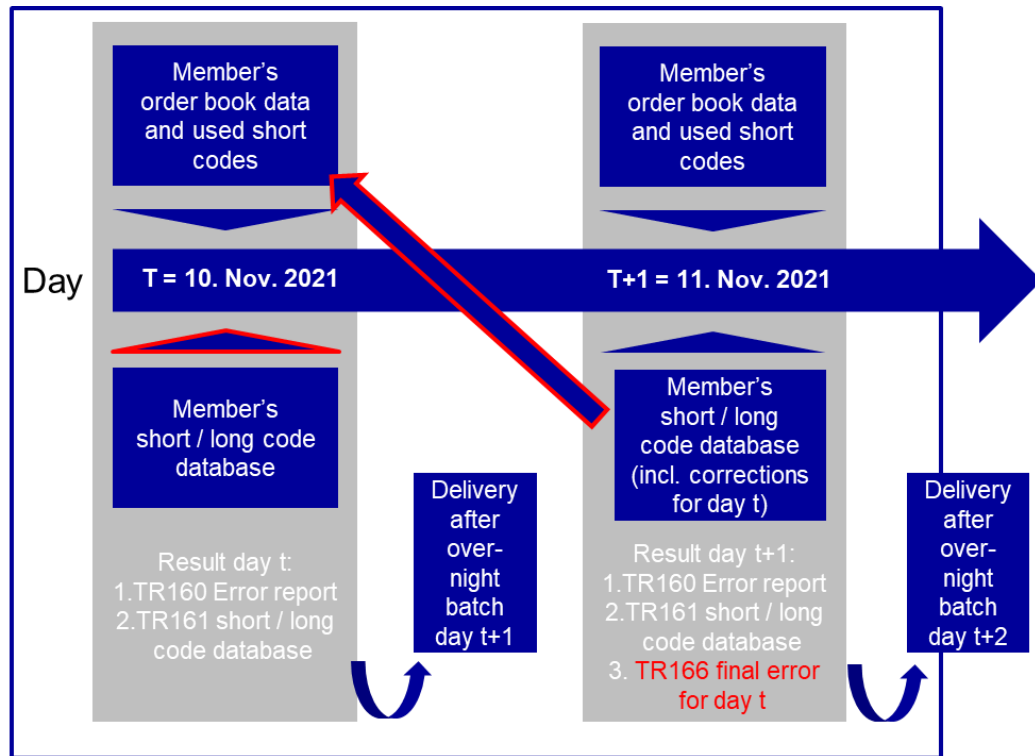 Member's
order book data
and used short
codes
Member's
order book data
and used short
codes
Day
T = 10. Nov. 2021
T+1 = 11. Nov. 2021
Member's
short / long code
database
Member's
short / long
code database
(incl. corrections
for day t)
Delivery
after
over-
night
batch
day t+1
Delivery
after
over-
night
batch
day t+2
Result day t:
1.TR160 Error report
2.TR161 short / long
code database
Result day t+1:
1.TR160 Error report
2.TR161 short / long
code database
3. TR166 final error
for day t